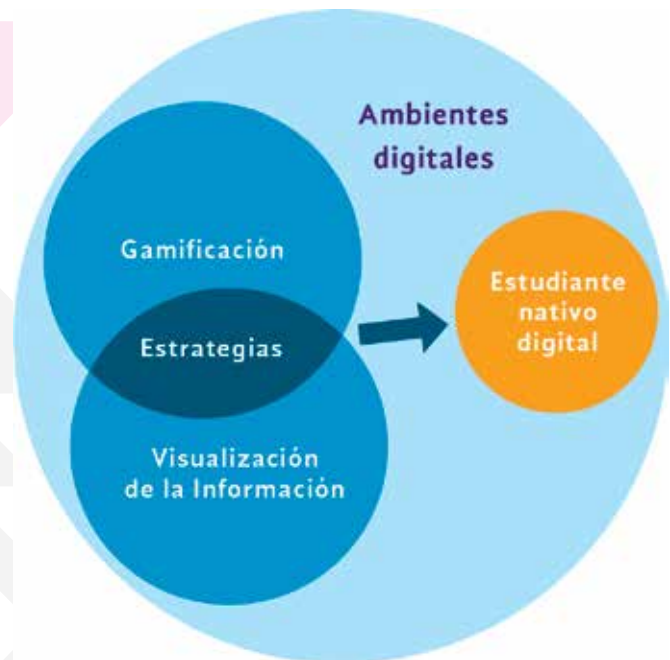 Ambientes
digitales
Gamificación
Estudiante
nativo
digital
Estrategias
Visualización
de la Información